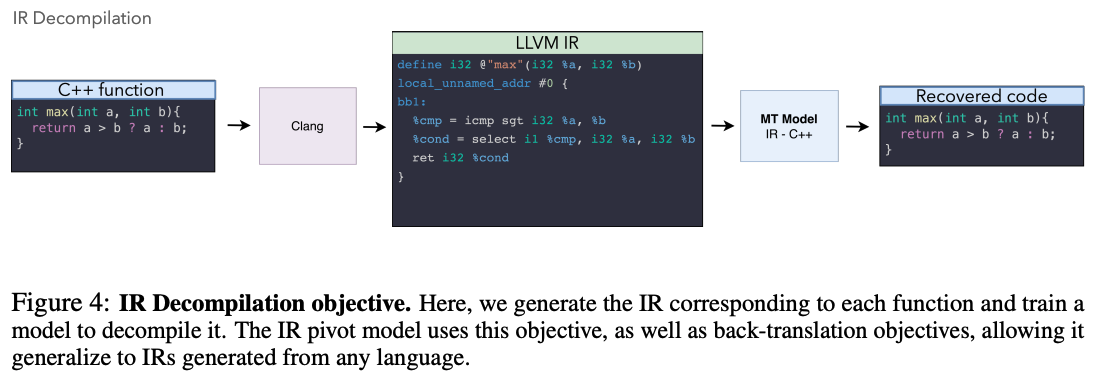 IR Decompilation
C++ function
int max(int a, int b){
  return a > b ? a : b;
}
Clang
LLVM IR
define i32 @"max"(i32 %a, i32 %b)
local_unnamed_addr #0 {
bb1:
  %cmp = icmp sgt i32 %a, %b
  %cond = select i1 %cmp, i32 %a, i32 %b
  ret i32 %cond
}
MT Model
IR - C++
Recovered code
int max(int a, int b){
  return a > b ? a : b;
}
Figure 4: IR Decompilation objective. Here, we generate the IR corresponding to each function and train a
model to decompile it. The IR pivot model uses this objective, as well as back-translation objectives, allowing it
generalize to IRs generated from any language.